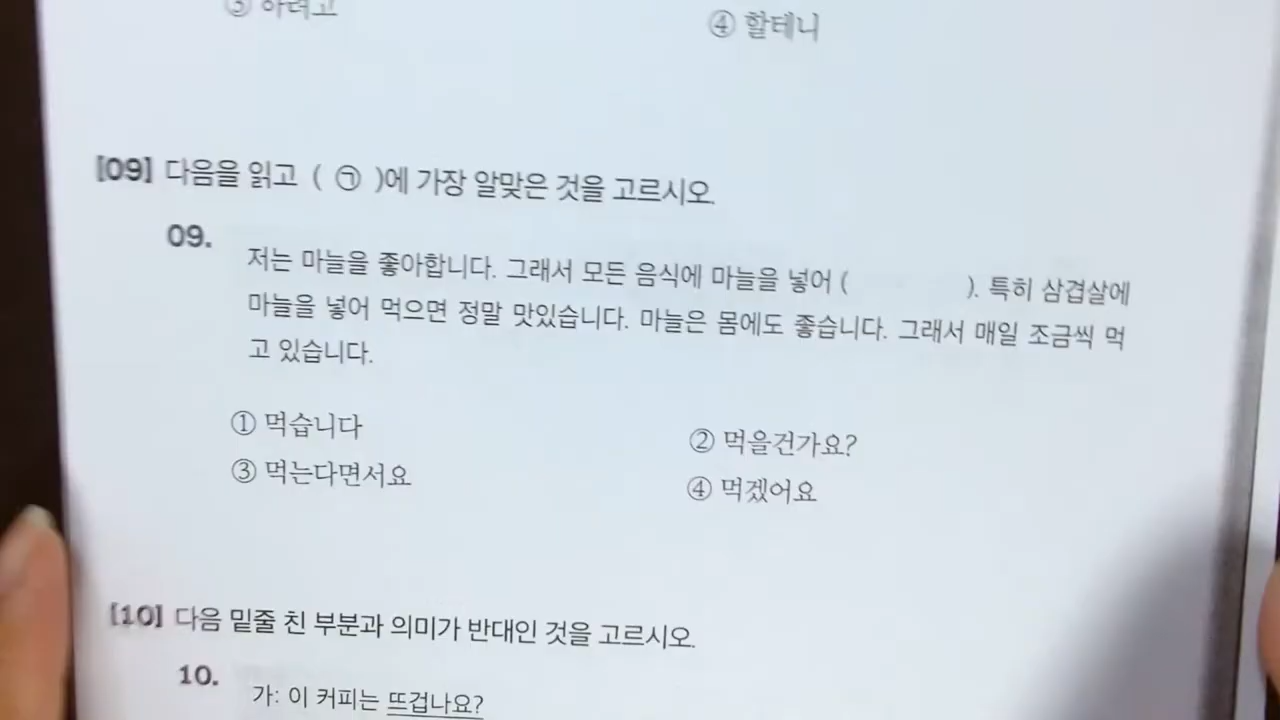 ③ 하려고
④ 할테니
[09] 다음을 읽고 ( ㉠ )에 가장 알맞은 것을 고르시오.
09.
저는 마늘을 좋아합니다. 그래서 모든 음식에 마늘을 넣어 (          ). 특히 삼겹살에
마늘을 넣어 먹으면 정말 맛있습니다. 마늘은 몸에도 좋습니다. 그래서 매일 조금씩 먹
고 있습니다.
① 먹습니다
② 먹을건가요?
③ 먹는다면서요
④ 먹겠어요
[10] 다음 밑줄 친 부분과 의미가 반대인 것을 고르시오.
10.
가: 이 커피는 뜨겁나요?